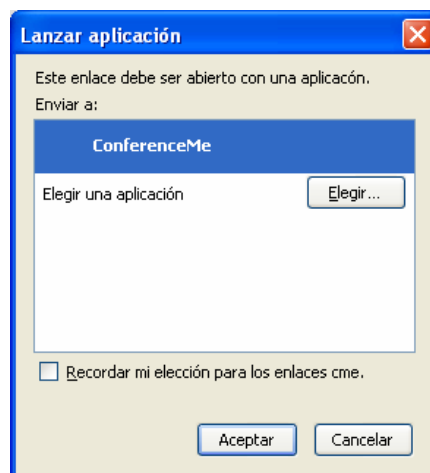 Lanzar aplicación
Este enlace debe ser abierto con una aplicacón.
Enviar a:
ConferenceMe
Elegir una aplicación
Elegir...
Recordar mi elección para los enlaces cme.
Aceptar
Cancelar